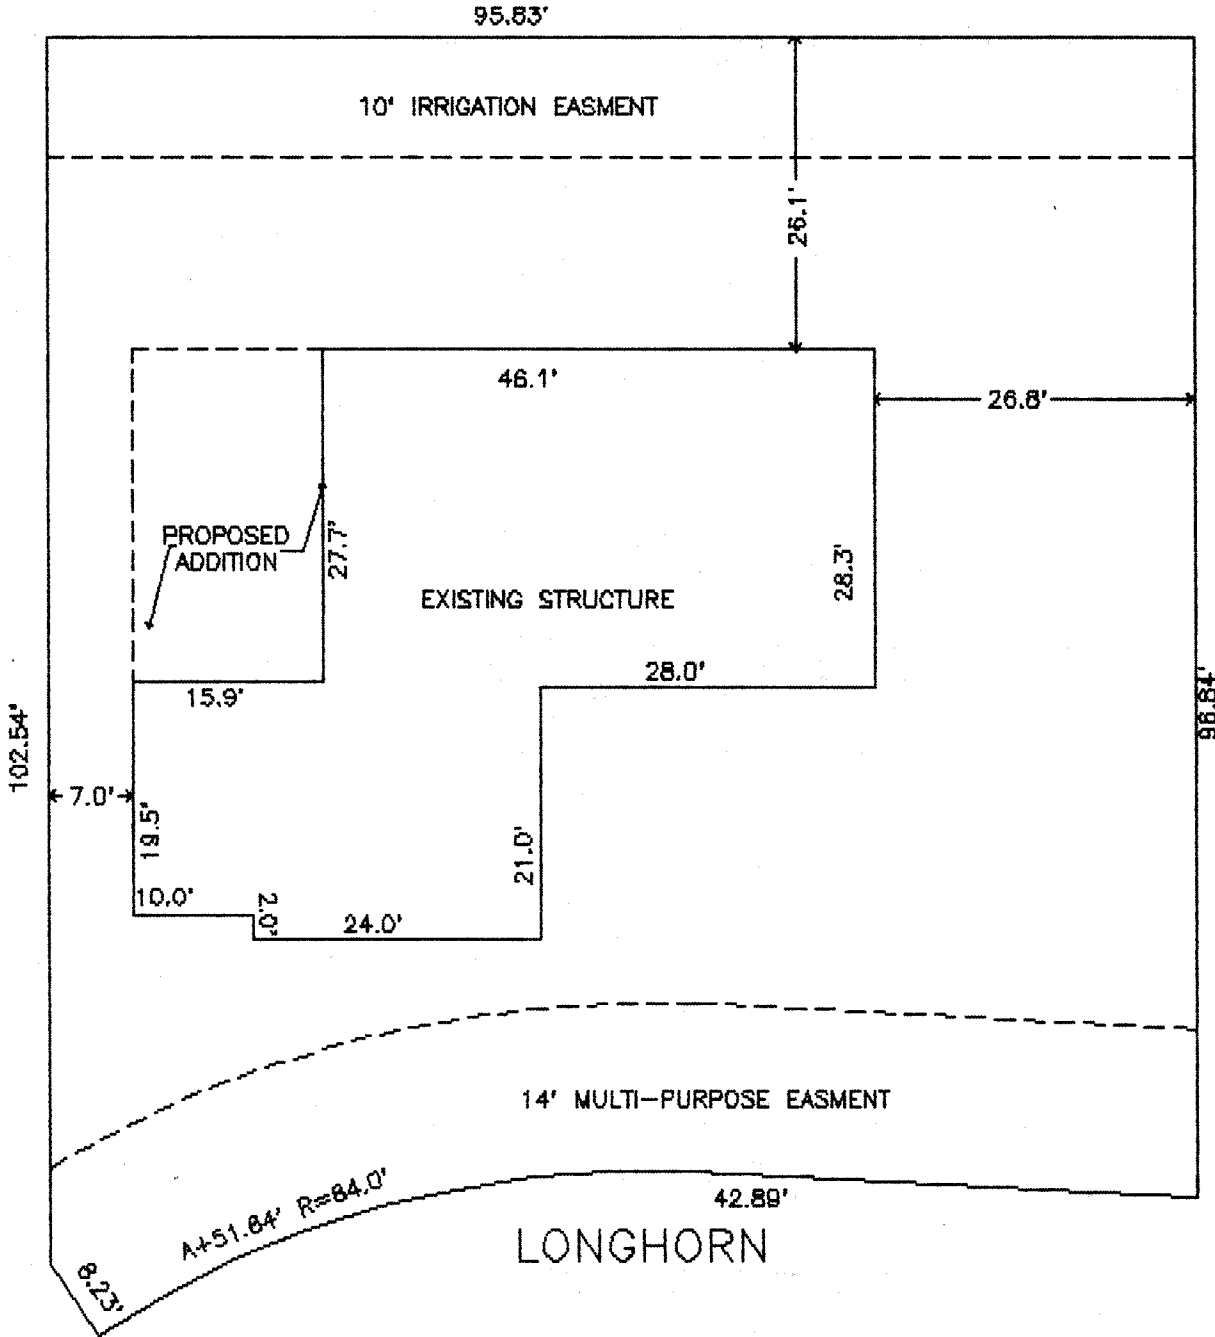 95.83'
10' IRRIGATION EASMENT
26.1'
46.1'
26.8'
PROPOSED
ADDITION
27.7'
28.3'
EXISTING STRUCTURE
28.0'
15.9'
102.54'
96.84'
7.0'
19.5'
21.0'
10.0'
2.0'
24.0'
14' MULTI-PURPOSE EASMENT
A+51.64' R=84.0'
42.89'
LONGHORN
8.23'